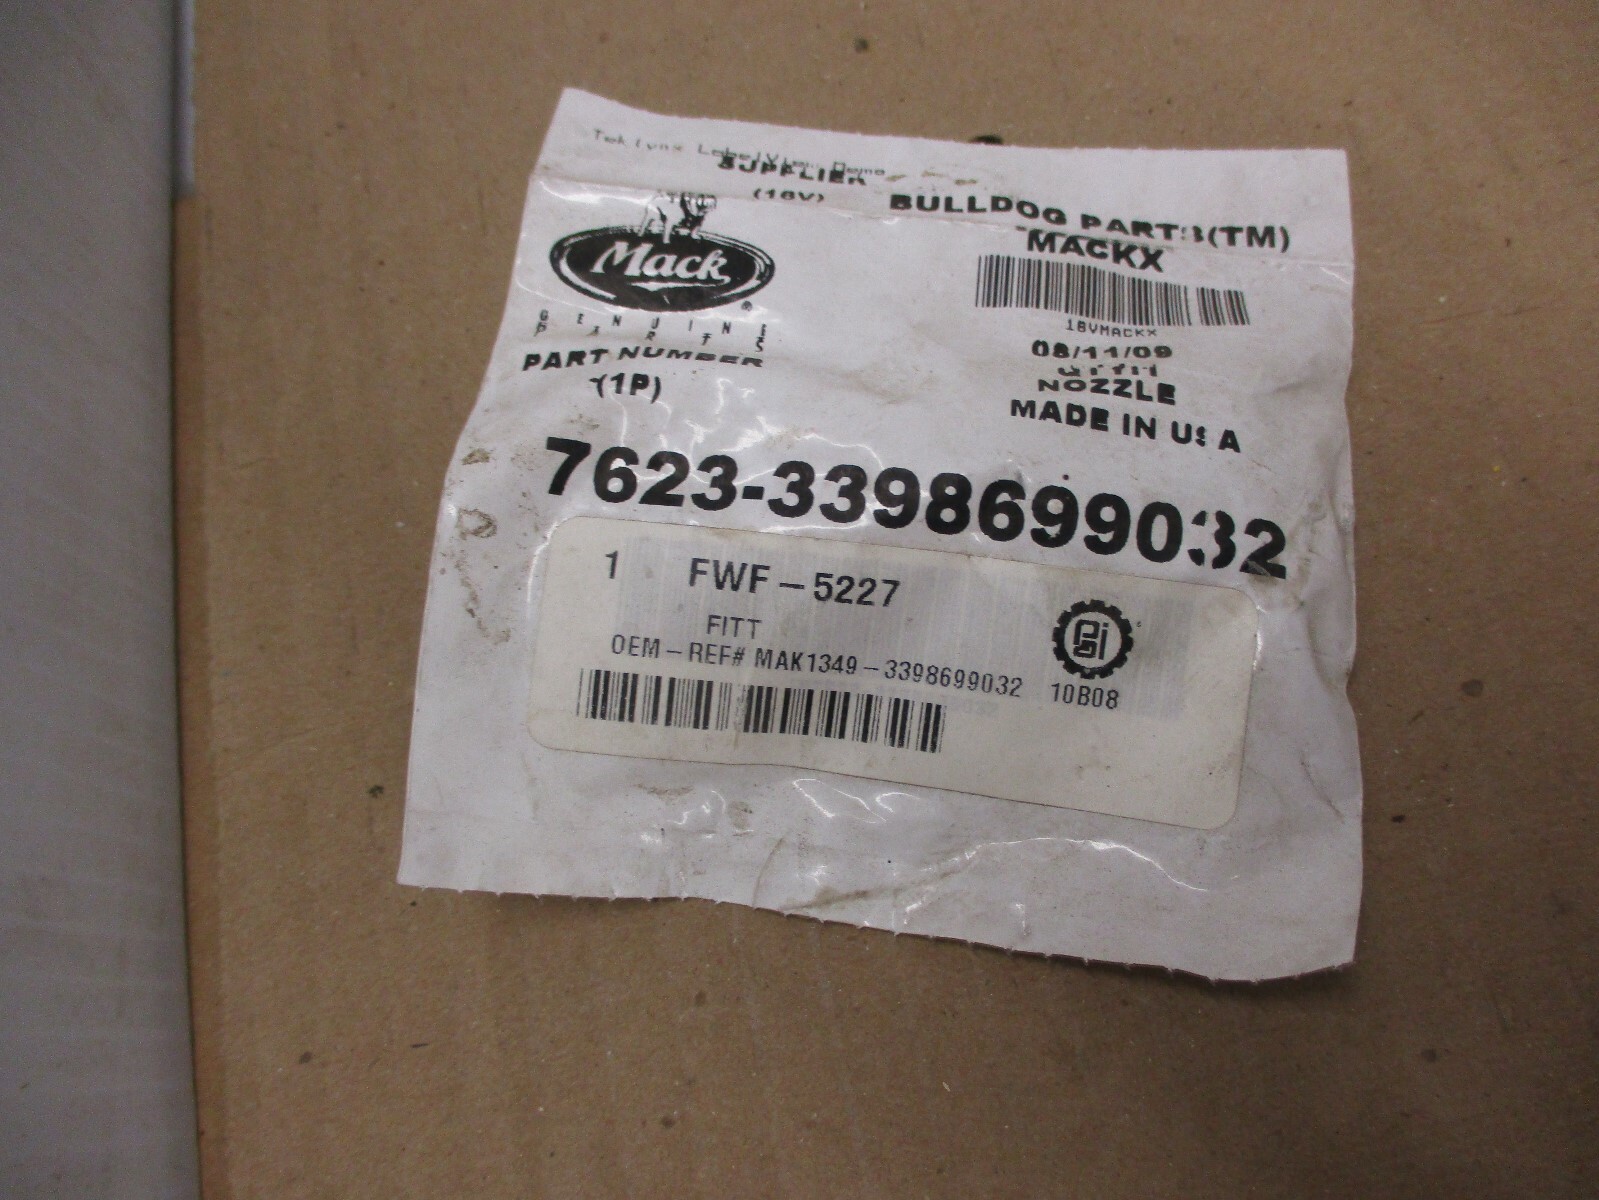 SUPPLIER
(18V)
BULLDOG PARTS(TM)
MACKX
Mack
®
GENUINE
PARTS
18VMACKX
08/11/09
PART NUMBER
(1P)
NOZZLE
MADE IN USA
7623-3398699032
1 FWF-5227
FITT
OEM-REF# MAK1349-3398699032
10B08